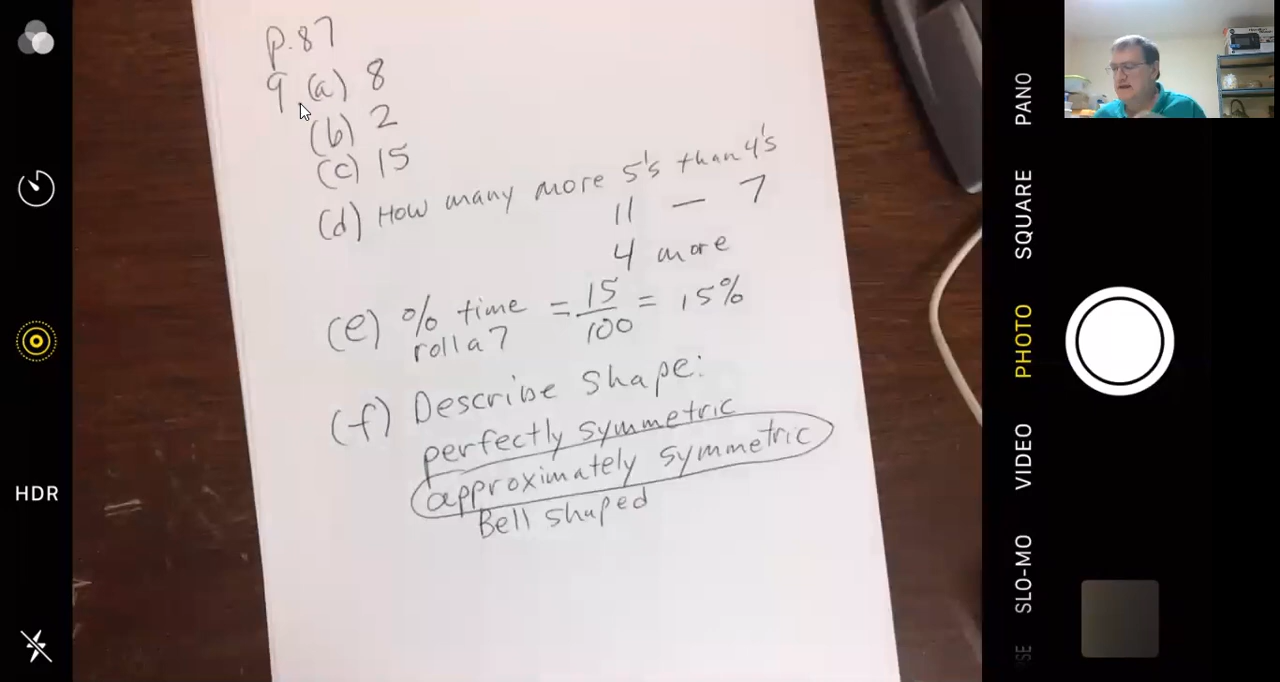 p.87
9 (a) 8
(b) 2
(c) 15
(d) How many more 5's than 4's
11 — 7
4 more
(e) % time = 15/100 = 15%
roll a 7
(f) Describe shape:
perfectly symmetric
approximately symmetric
Bell shaped
HDR
PANO
SQUARE
PHOTO
VIDEO
SLO-MO
SE